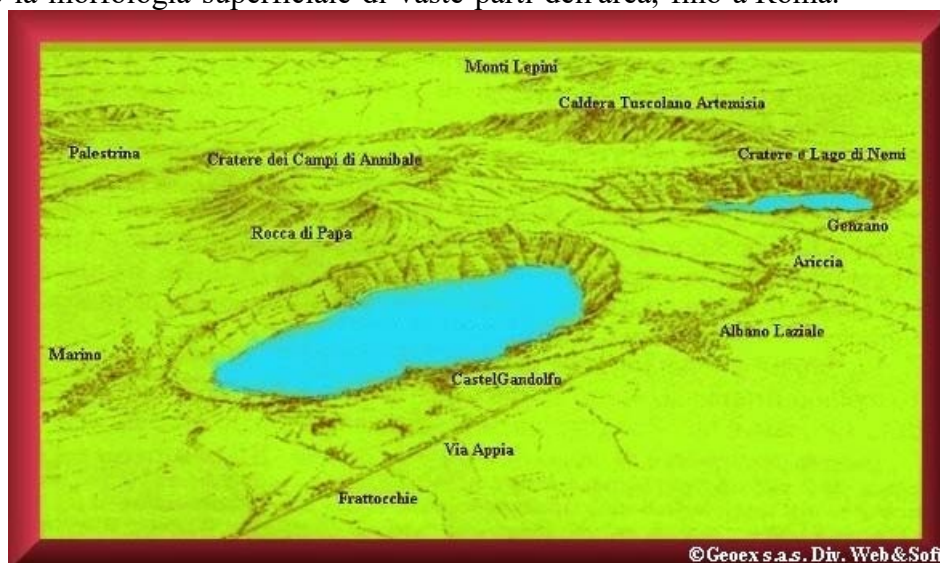 la morfologia superficiale di vaste parti dell'area, fino a Roma.
Monti Lepini
Caldera Tuscolano Artemisia
Palestrina
Cratere dei Campi di Annibale
Cratere e Lago di Nemi
Rocca di Papa
Genzano
Ariccia
Marino
Albano Laziale
CastelGandolfo
Via Appia
Frattocchie
©Geoex s.a.s. Div. Web&Soft